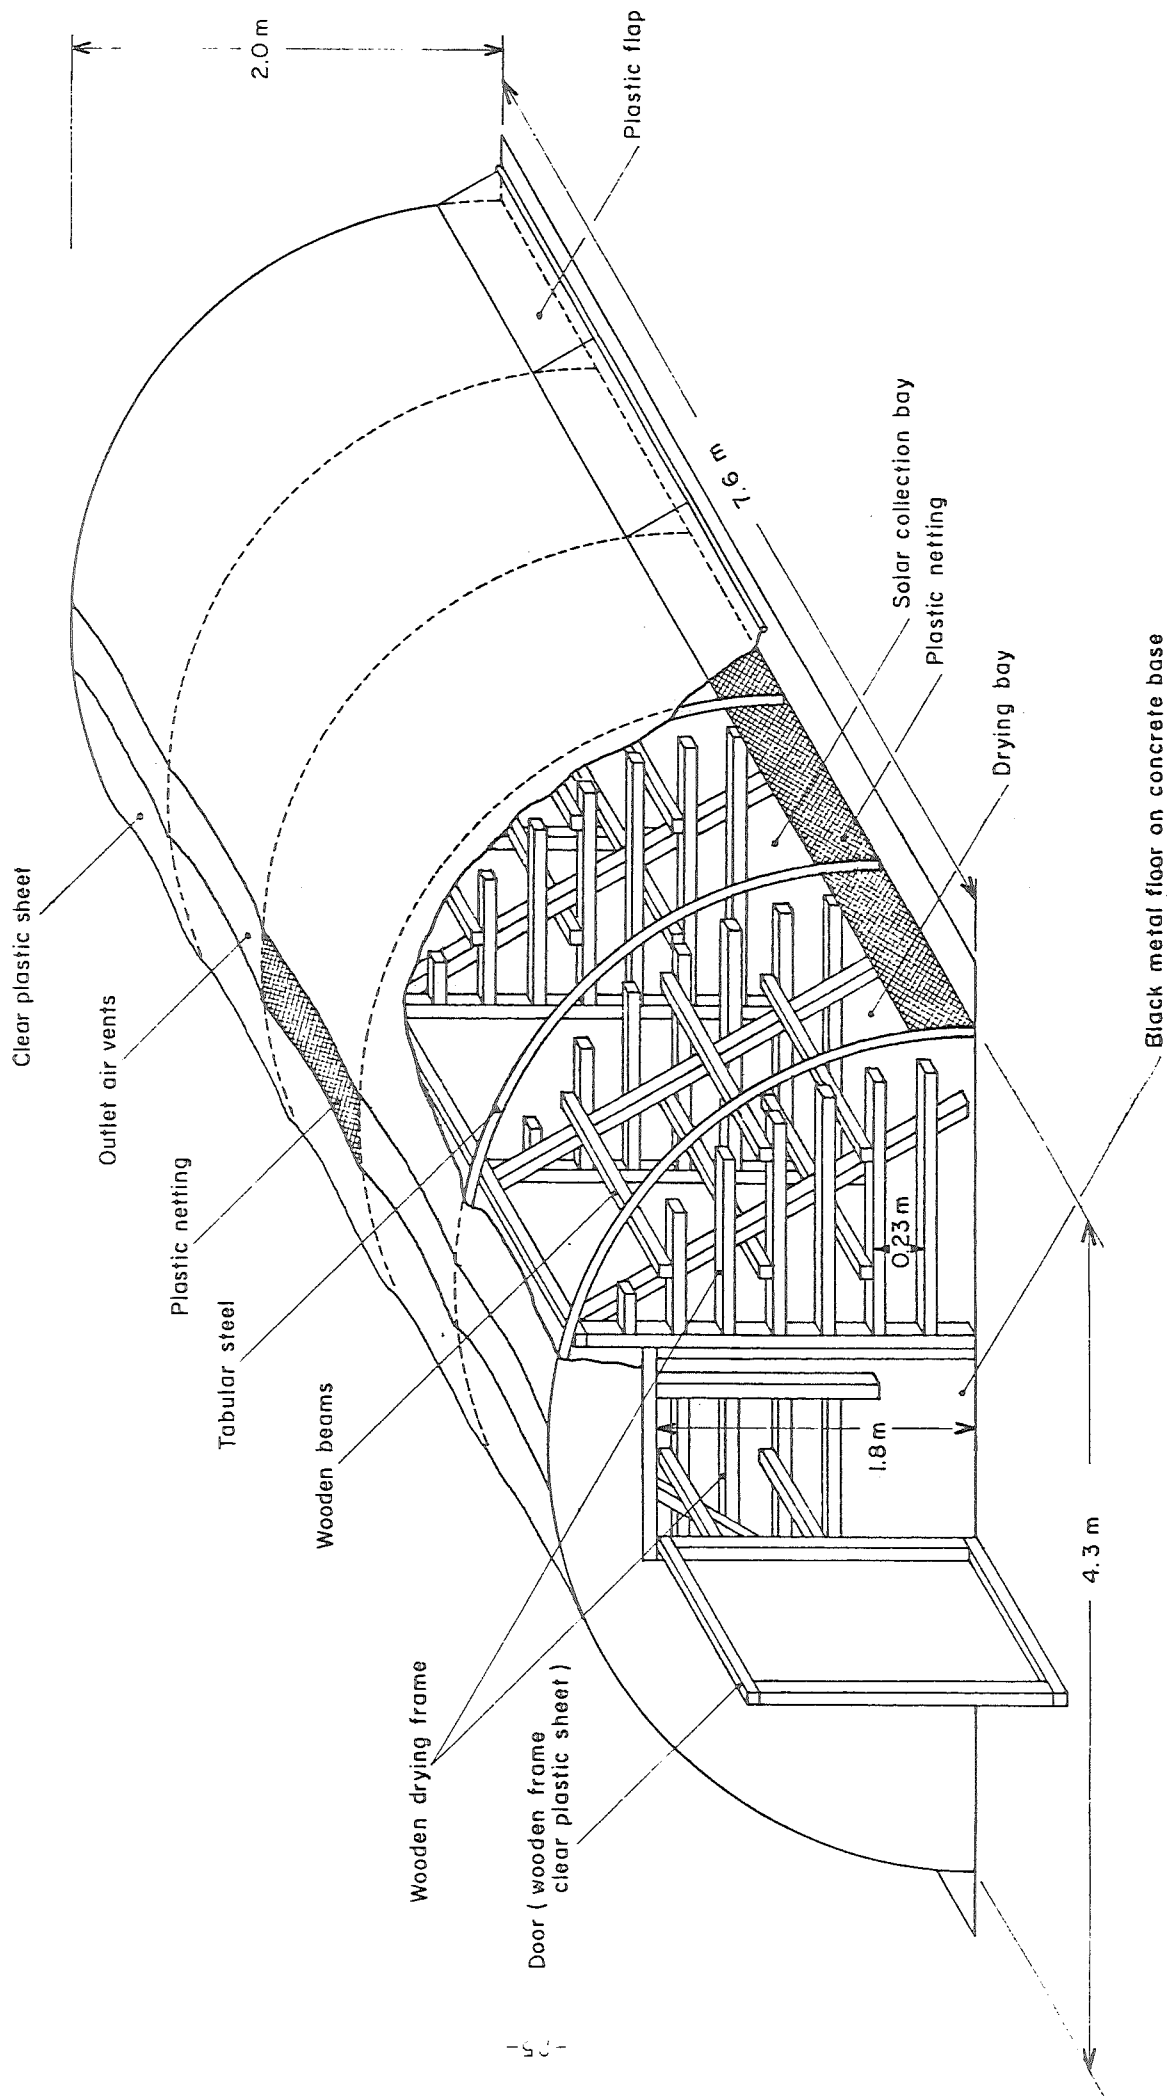 Clear plastic sheet
Outlet air vents
Plastic netting
Tabular steel
Wooden beams
Wooden drying frame
Door ( wooden frame
clear plastic sheet )
2.0 m
Plastic flap
7.6 m
Solar collection bay
Plastic netting
Drying bay
0.23 m
1.8 m
4.3 m
Black metal floor on concrete base